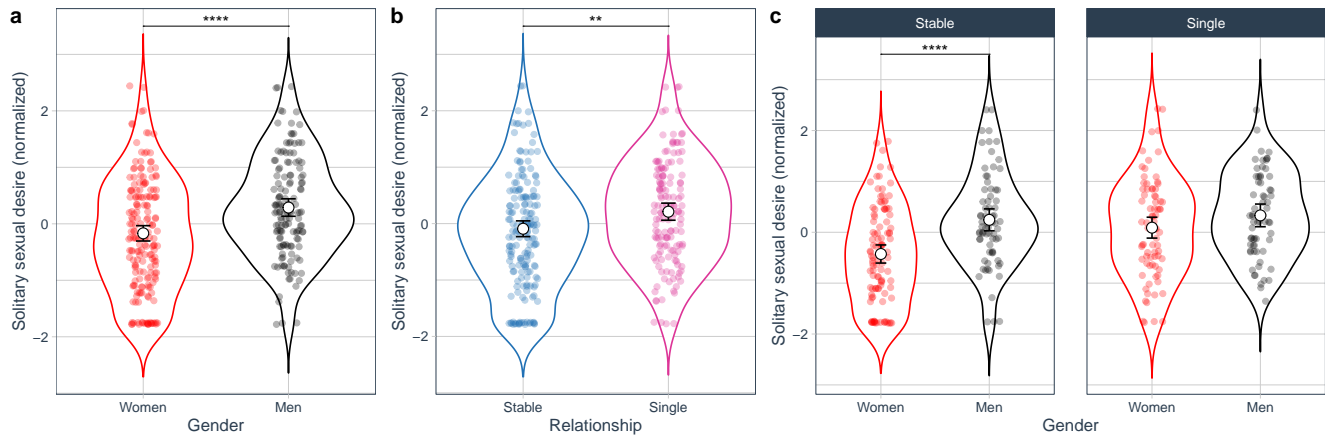 a
****
Solitary sexual desire (normalized)
2
0
−2
Women
Men
Gender
b
**
Solitary sexual desire (normalized)
2
0
−2
Stable
Single
Relationship
c
Stable
Single
****
Solitary sexual desire (normalized)
2
0
−2
Women
Men
Women
Men
Gender